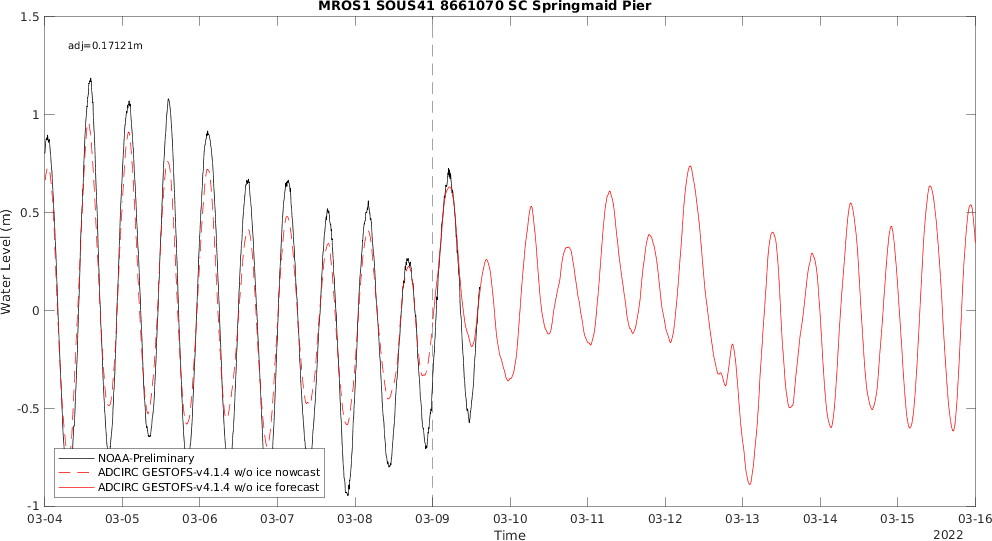 MROS1 SOUS41 8661070 SC Springmaid Pier
adj=0.17121m
Water Level (m)
1.5
1
0.5
0
-0.5
-1
NOAA-Preliminary
ADCIRC GESTOFS-v4.1.4 w/o ice nowcast
ADCIRC GESTOFS-v4.1.4 w/o ice forecast
03-04 03-05 03-06 03-07 03-08 03-09 03-10 03-11 03-12 03-13 03-14 03-15 03-16
Time
2022